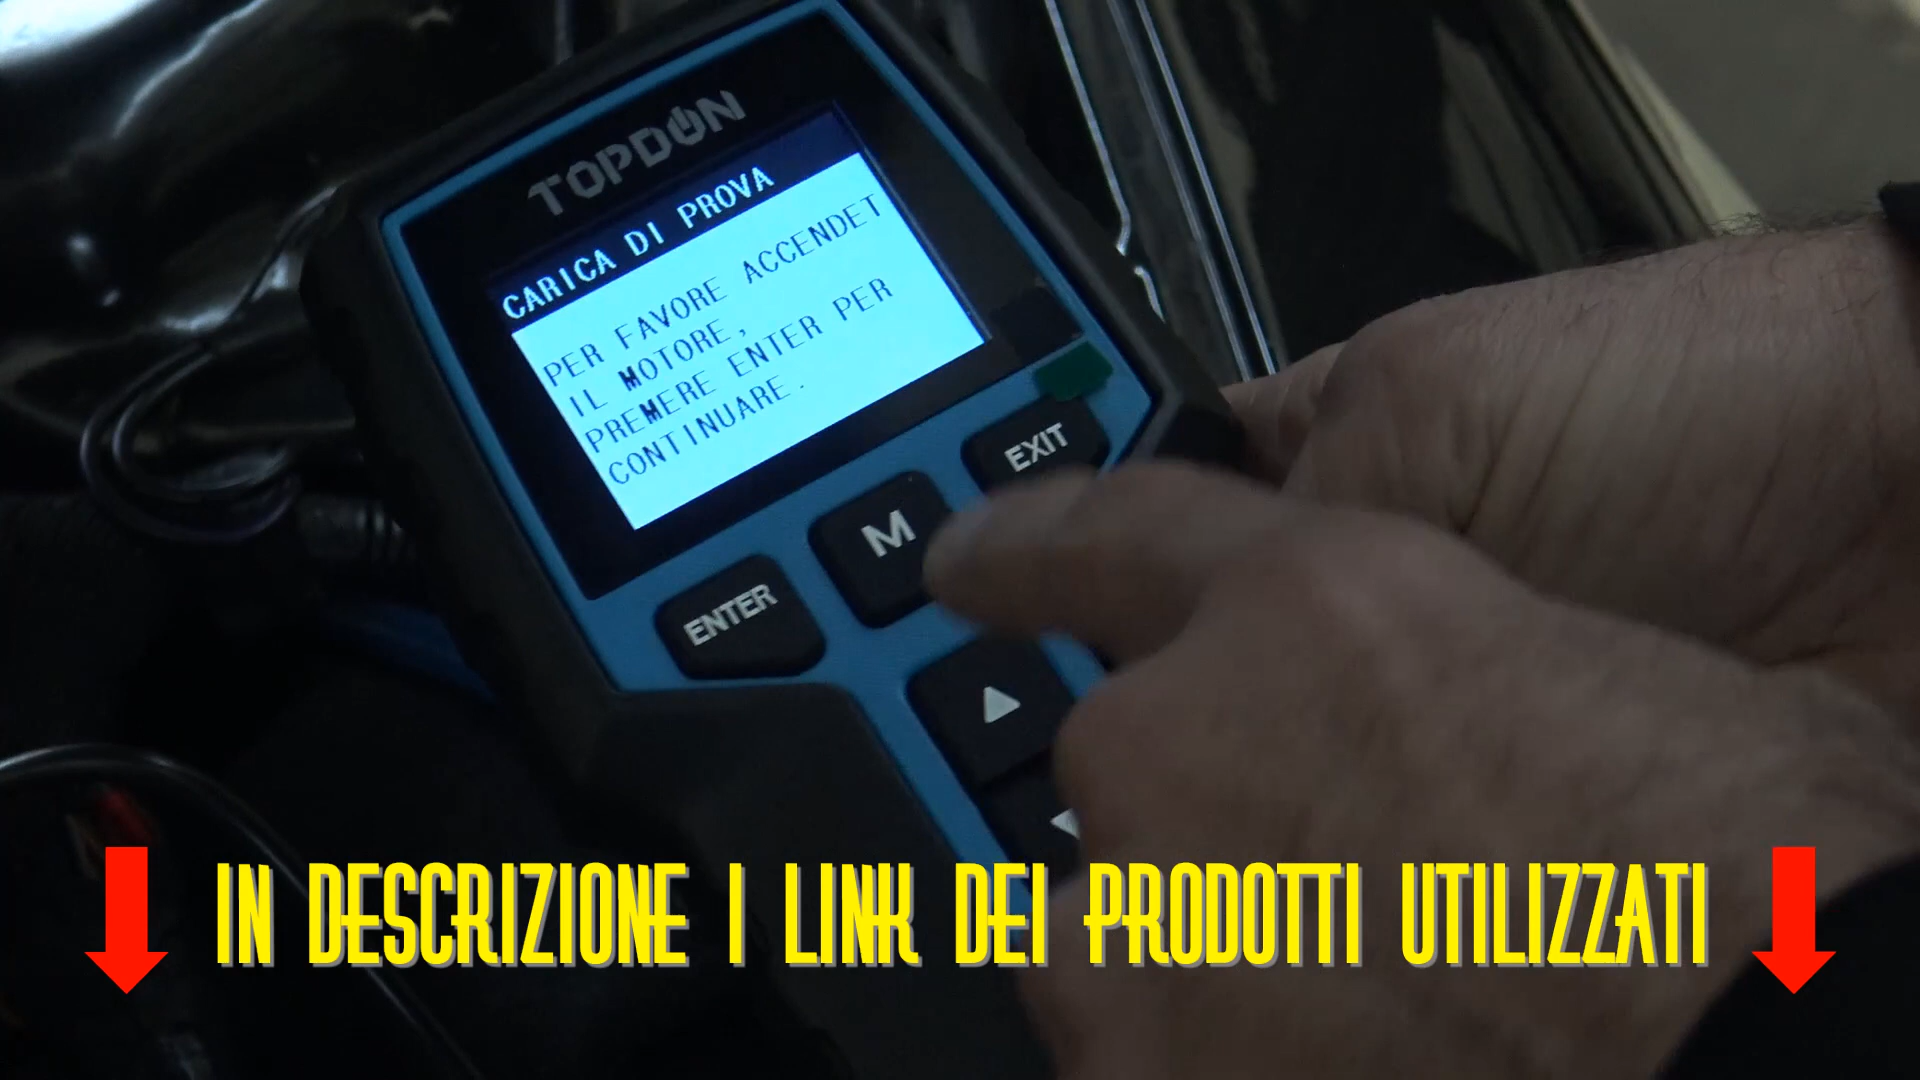 TOPDON
CARICA DI PROVA
PER FAVORE ACCENDET
IL MOTORE,
PREMERE ENTER PER
CONTINUARE.
EXIT
M
ENTER
IN DESCRIZIONE I LINK DEI PRODOTTI UTILIZZATI